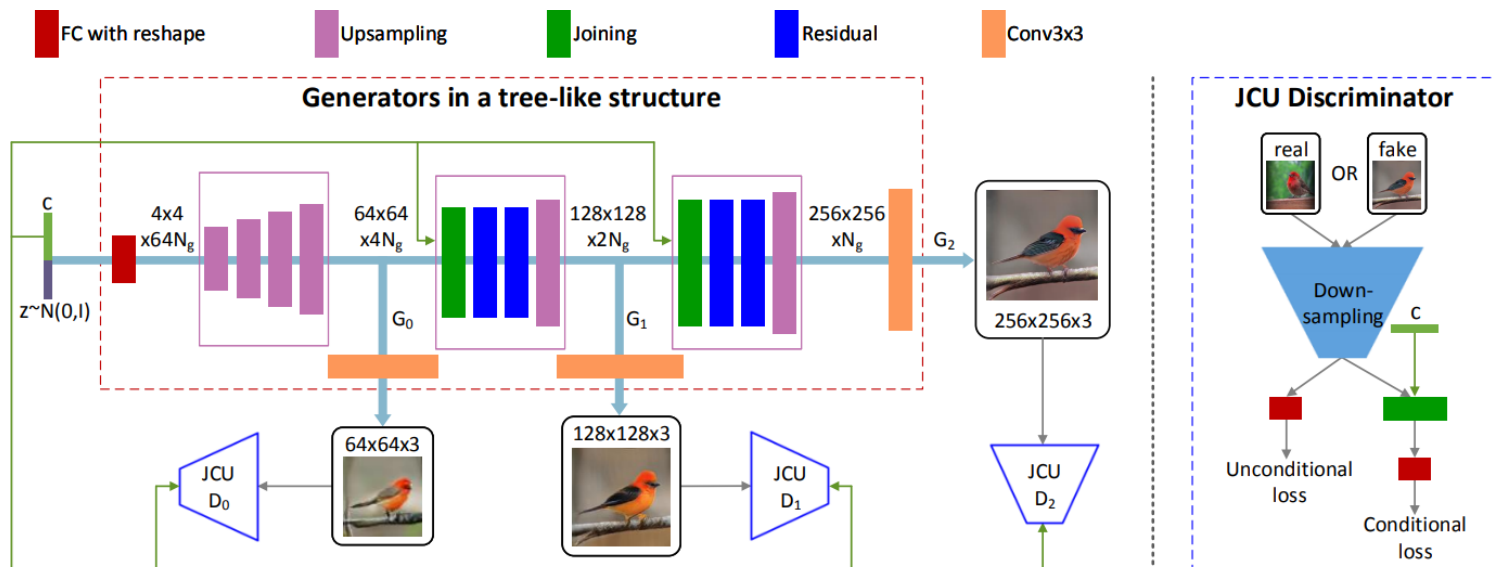 FC with reshape
Upsampling
Joining
Residual
Conv3x3
Generators in a tree-like structure
c
z~N(0,I)
4x4
x64Ng
64x64
x4Ng
128x128
x2Ng
256x256
xNg
G0
G1
G2
256x256x3
64x64x3
128x128x3
JCU
D0
JCU
D1
JCU
D2
JCU Discriminator
real
OR
fake
Down-
sampling
c
Unconditional
loss
Conditional
loss